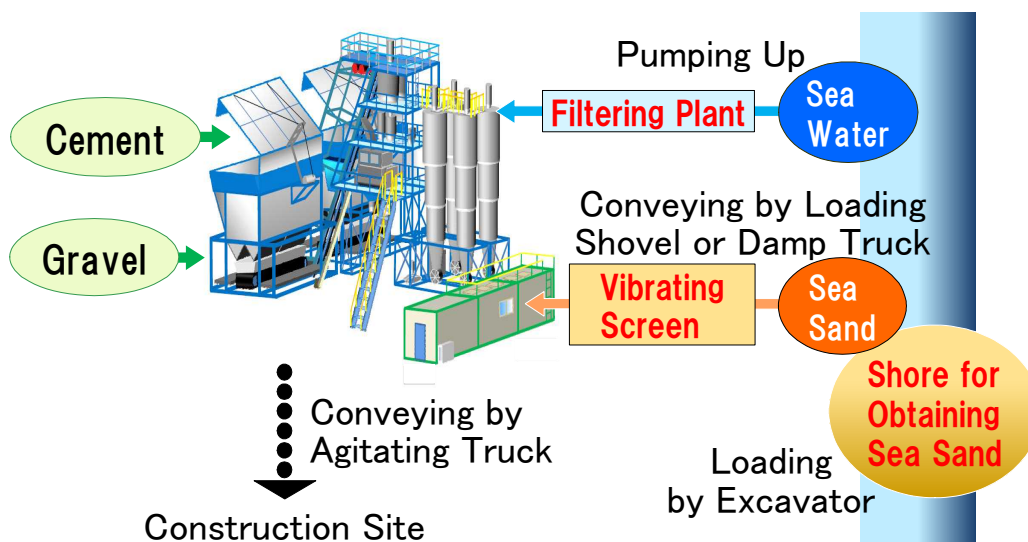 Pumping Up
Cement
Filtering Plant
Sea
Water
Gravel
Conveying by Loading
Shovel or Damp Truck
Vibrating
Screen
Sea
Sand
Shore for
Obtaining
Sea Sand
Conveying by
Agitating Truck
Loading
by Excavator
Construction Site